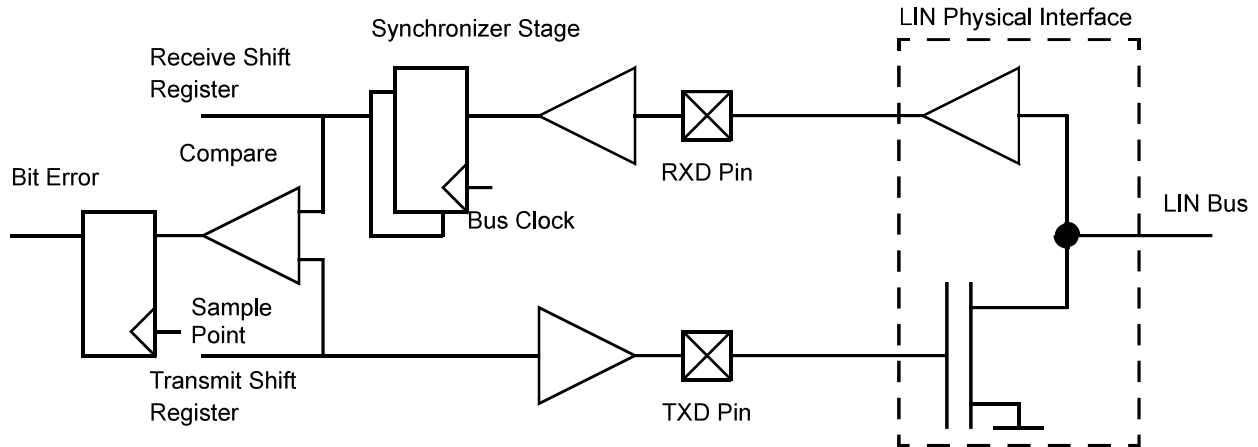 LIN Physical Interface
Synchronizer Stage
Receive Shift
Register
Compare
RXD Pin
Bit Error
Bus Clock
LIN Bus
Sample
Point
Transmit Shift
Register
TXD Pin